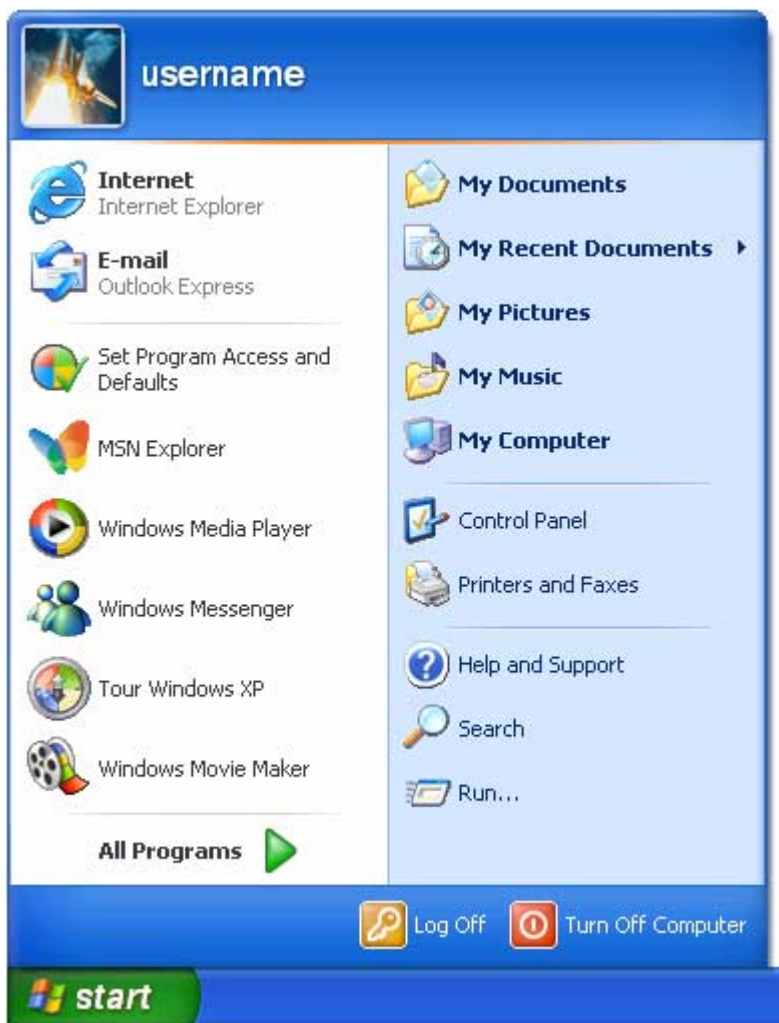 username
Internet
Internet Explorer
E-mail
Outlook Express
Set Program Access and
Defaults
MSN Explorer
Windows Media Player
Windows Messenger
Tour Windows XP
Windows Movie Maker
All Programs
My Documents
My Recent Documents
My Pictures
My Music
My Computer
Control Panel
Printers and Faxes
Help and Support
Search
Run...
Log Off
Turn Off Computer
start